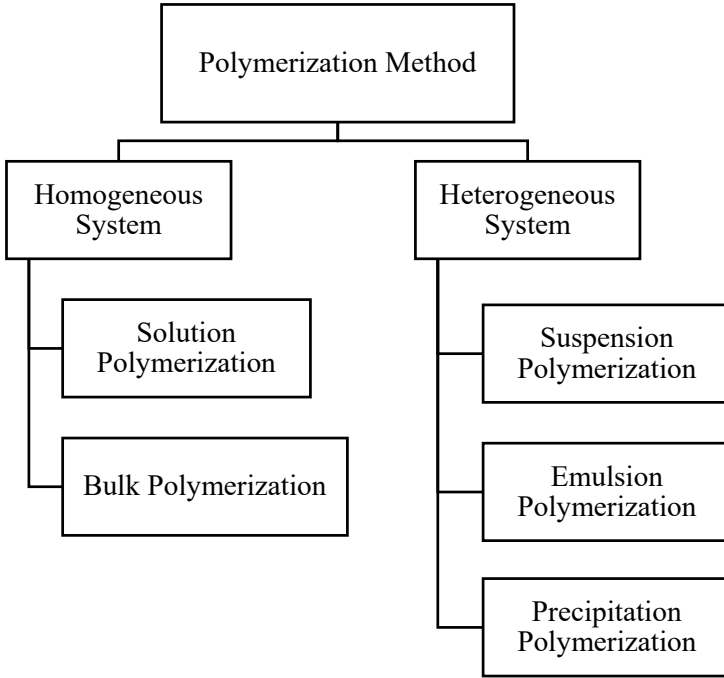 Polymerization Method
Homogeneous
System
Heterogeneous
System
Solution
Polymerization
Bulk Polymerization
Suspension
Polymerization
Emulsion
Polymerization
Precipitation
Polymerization